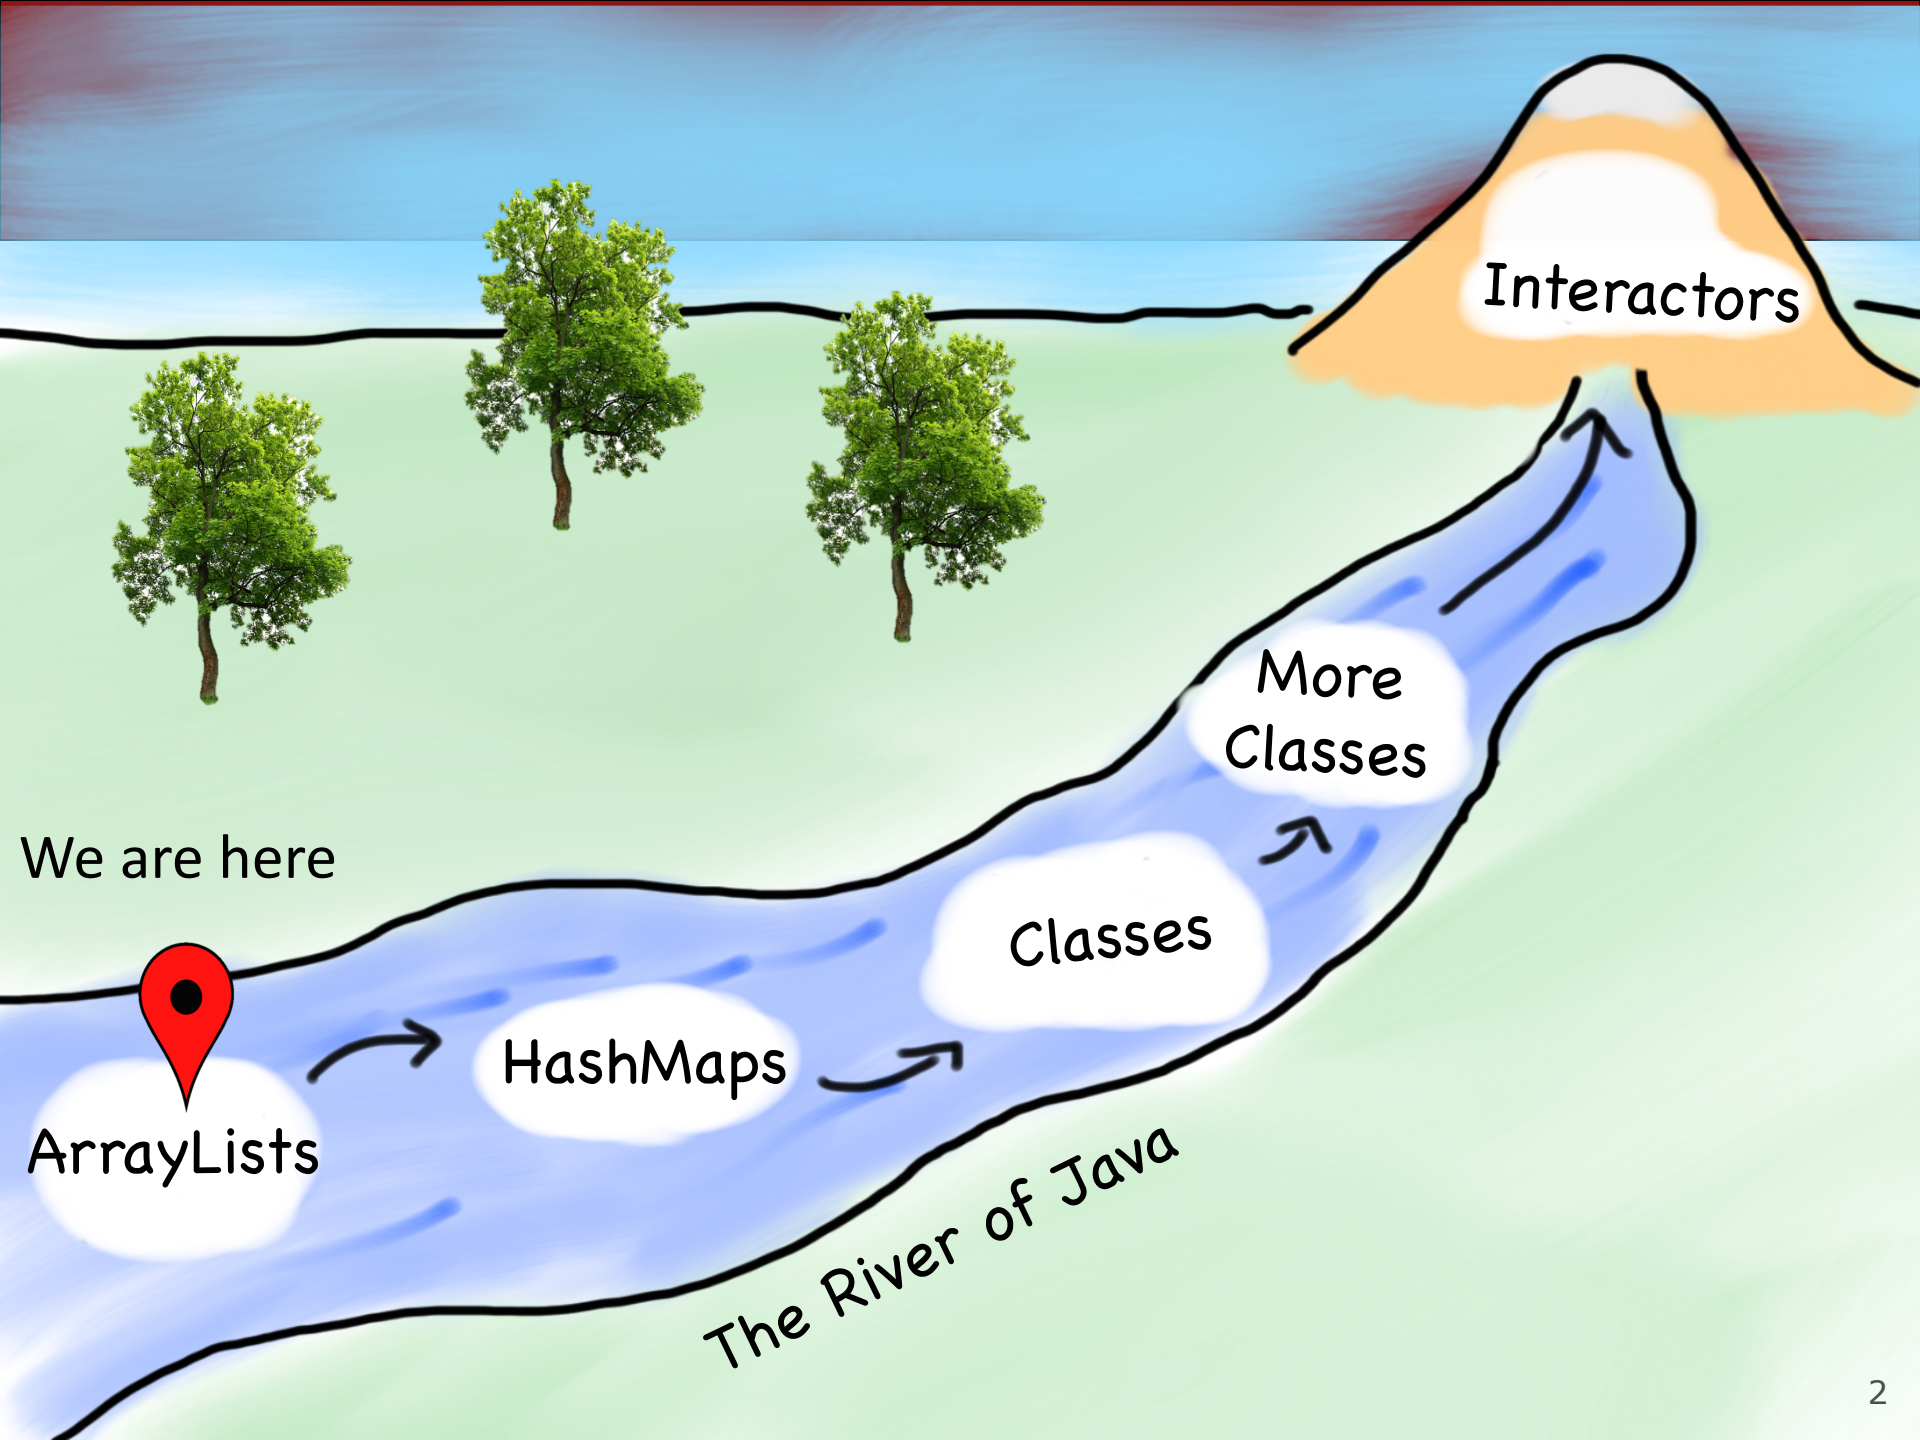 Interactors
More
Classes
We are here
Classes
HashMaps
ArrayLists
The River of Java
2